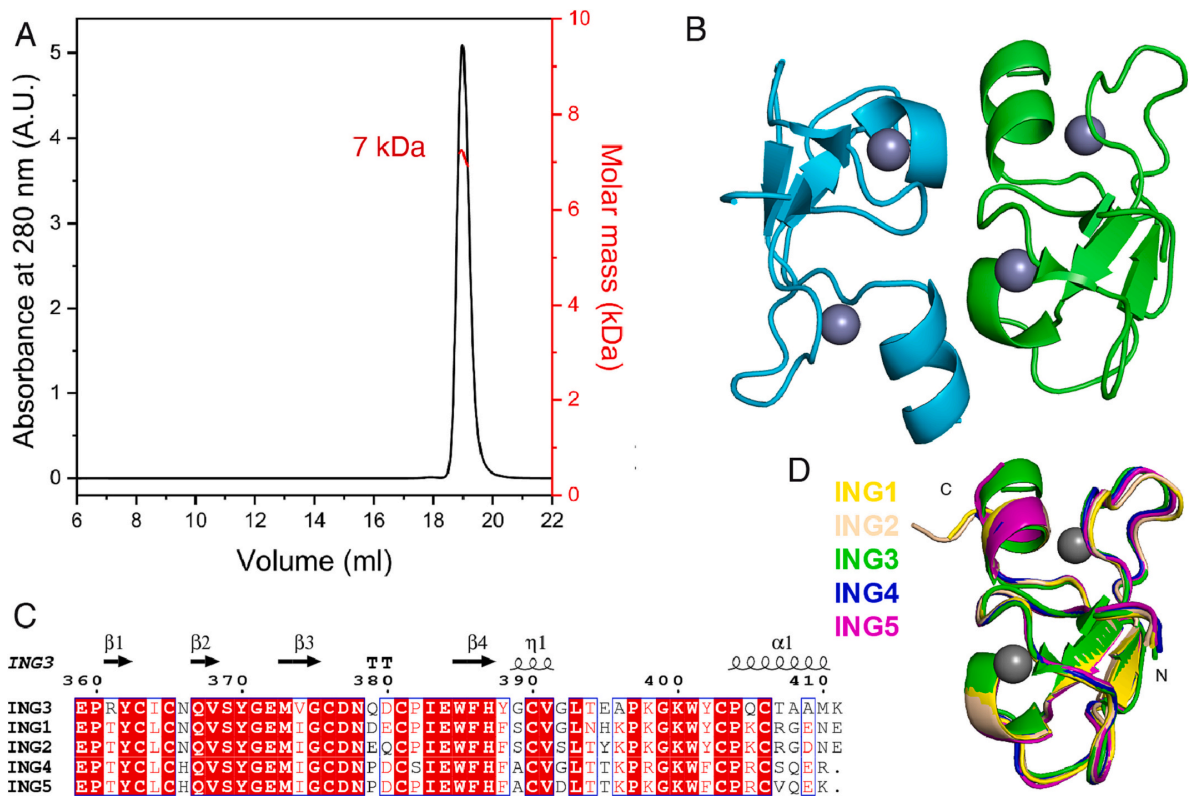 A
Absorbance at 280 nm (A.U.)
5
4
3
2
1
0
6 8 10 12 14 16 18 20 22
Volume (ml)
7 kDa
10
8
6
4
2
0
Molar mass (kDa)
B
C
β1 β2 β3 β4 η1 α1
ING3 TT
360 370 380 390 400 410
ING3 EPRYCICNQVSYGEMVGCDNQDCPIEWFHYGCVGLTEAPKGKWYCPQCTAAMK
ING1 EPTYCLCNQVSYGEMIGCDNDECPIEWFHFSCVGLNHKPKGKWYCPKCRGENE
ING2 EPTYCLCNQVSYGEMIGCDNEQCPIEWFHFSCVSLTYKPKGKWYCPKCRGDNE
ING4 EPTYCLCHQVSYGEMIGCDNPDCSIEWFHFACVGLTTKPRGKWFCPRCSQER.
ING5 EPTYCLCHQVSYGEMIGCDNPDCPIEWFHFACVDLTTKPKGKWFCPRCVQEK.
D
ING1
ING2
ING3
ING4
ING5
C
N